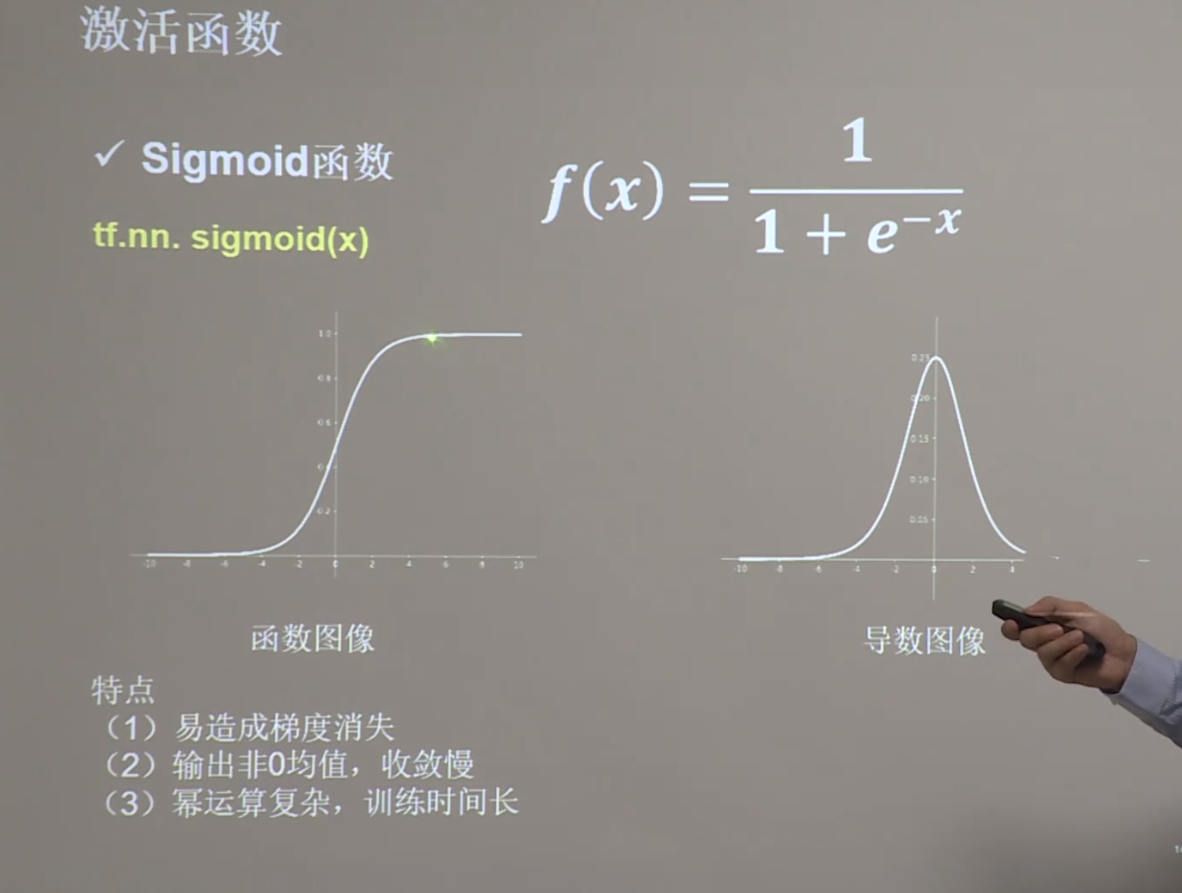 激活函数
✓ Sigmoid函数
tf.nn. sigmoid(x)
f(x) = 1 / (1 + e^{-x})
1.0
0.8
0.6
0.4
0.2
-10 -8 -6 -4 -2 0 2 4 6 8 10
函数图像
0.25
0.20
0.15
0.10
0.05
-10 -8 -6 -4 -2 0 2 4
导数图像
特点
（1）易造成梯度消失
（2）输出非0均值，收敛慢
（3）幂运算复杂，训练时间长